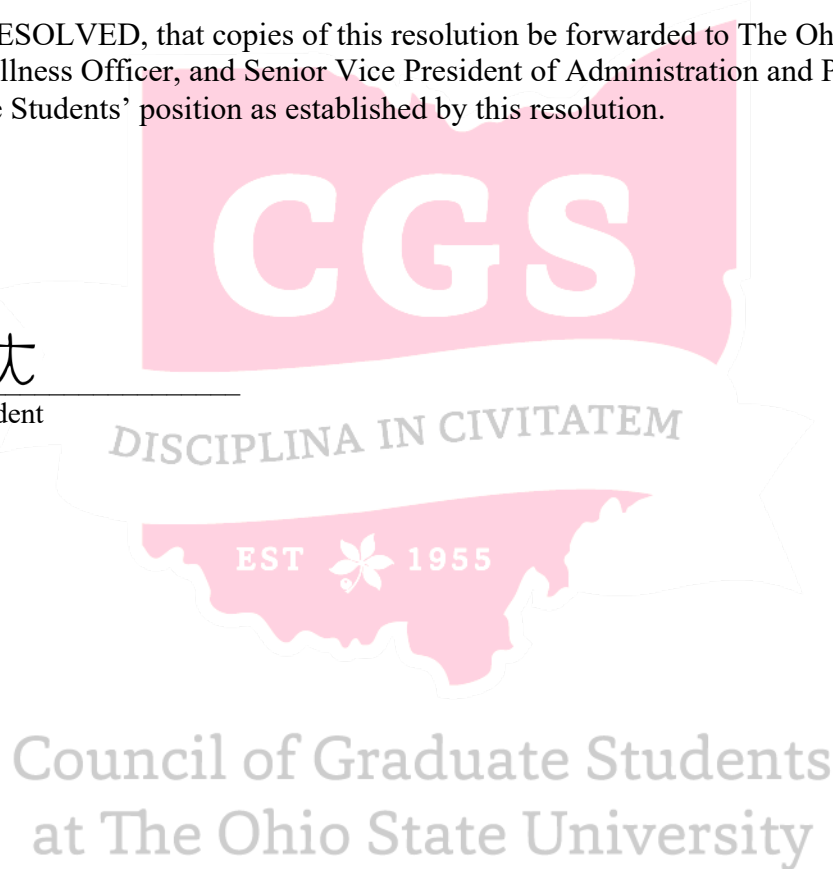 ESOLVED, that copies of this resolution be forwarded to The Oh
llness Officer, and Senior Vice President of Administration and P
e Students’ position as established by this resolution.
CGS
t
dent
DISCIPLINA IN CIVITATEM
EST 1955
Council of Graduate Students
at The Ohio State University